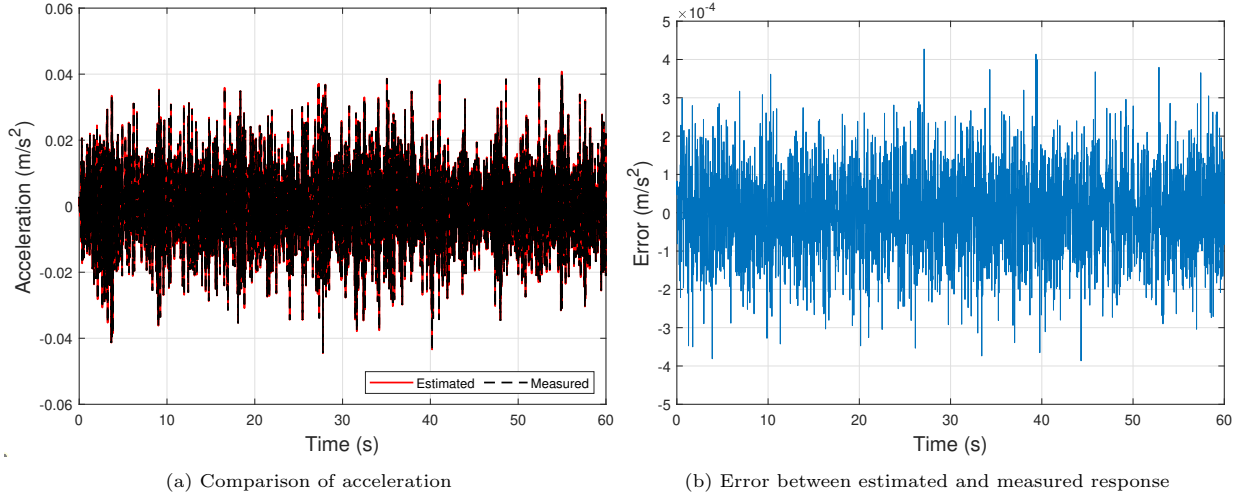 0.06
0.04
0.02
0
-0.02
-0.04
-0.06
Acceleration (m/s²)
Estimated
Measured
0 10 20 30 40 50 60
Time (s)
(a) Comparison of acceleration
×10⁻⁴
5
4
3
2
1
0
-1
-2
-3
-4
-5
Error (m/s²)
0 10 20 30 40 50 60
Time (s)
(b) Error between estimated and measured response